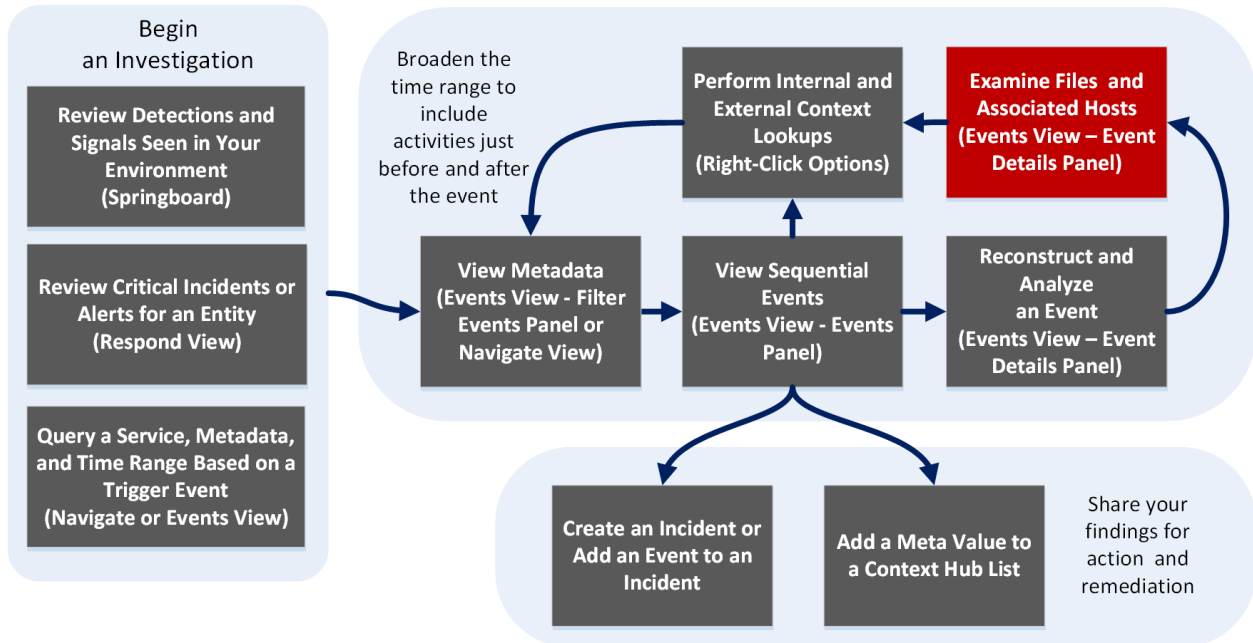 Begin
an Investigation
Review Detections and
Signals Seen in Your
Environment
(Springboard)
Review Critical Incidents or
Alerts for an Entity
(Respond View)
Query a Service, Metadata,
and Time Range Based on a
Trigger Event
(Navigate or Events View)
Broaden the
time range to
include
activities just
before and after
the event
Perform Internal and
External Context
Lookups
(Right-Click Options)
Examine Files and
Associated Hosts
(Events View – Event
Details Panel)
View Metadata
(Events View - Filter
Events Panel or
Navigate View)
View Sequential
Events
(Events View - Events
Panel)
Reconstruct and
Analyze
an Event
(Events View – Event
Details Panel)
Create an Incident or
Add an Event to an
Incident
Add a Meta Value to
a Context Hub List
Share your
findings for
action and
remediation